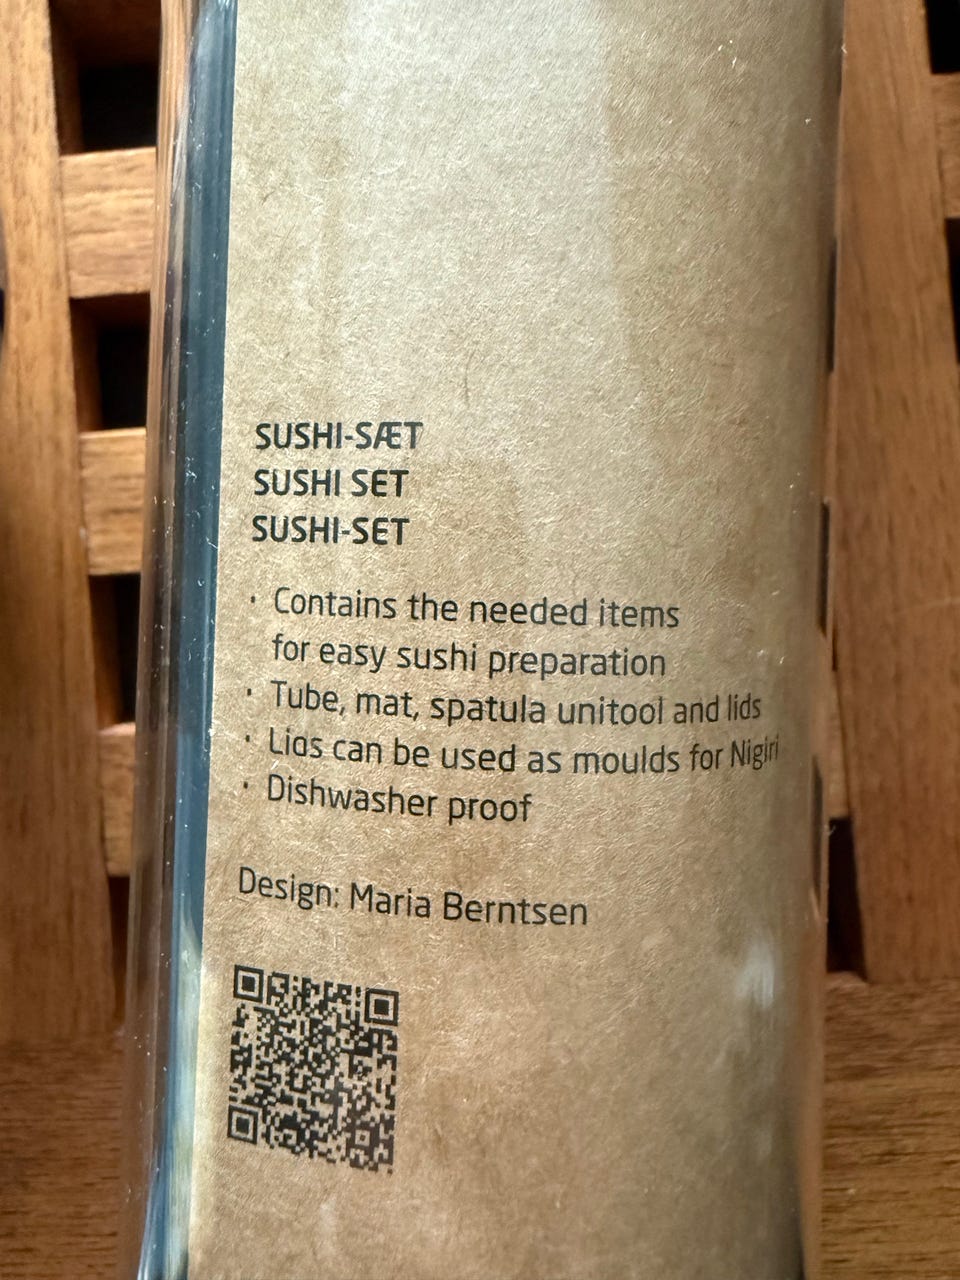 SUSHI-SÆT
SUSHI SET
SUSHI-SET
· Contains the needed items
for easy sushi preparation
· Tube, mat, spatula unitool and lids
· Lids can be used as moulds for Nigiri
· Dishwasher proof
Design: Maria Berntsen